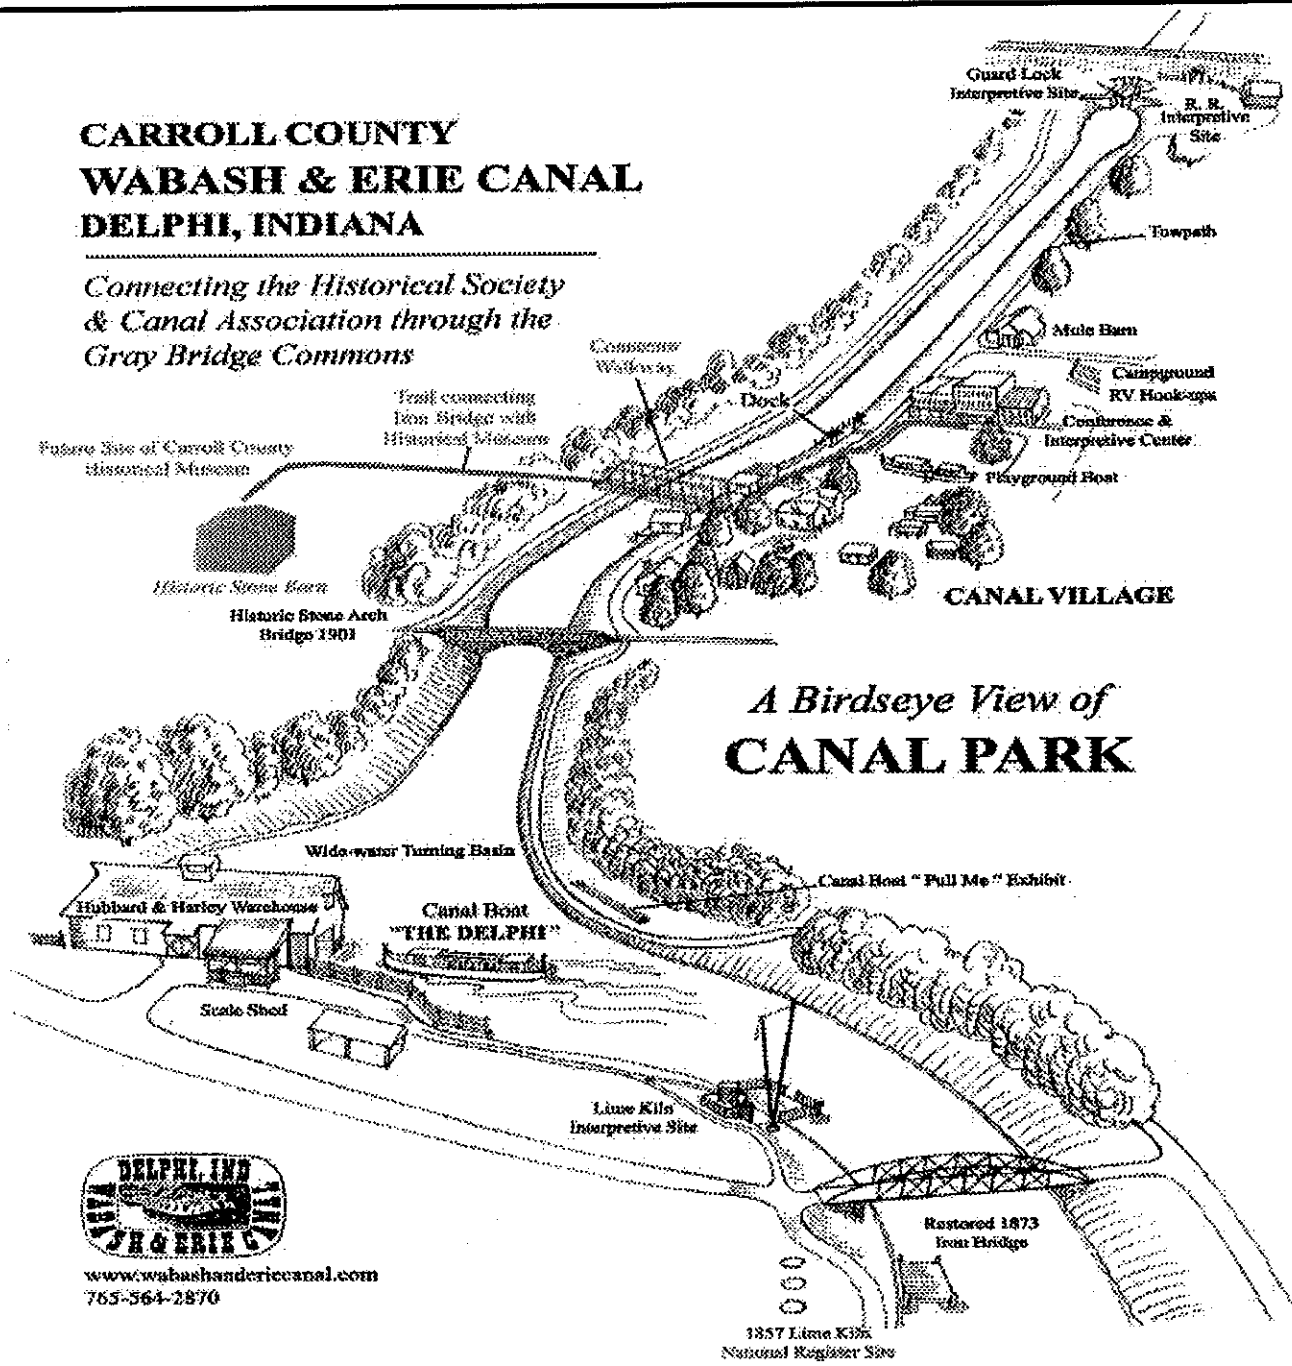 CARROLL COUNTY
WABASH & ERIE CANAL
DELPHI, INDIANA
Connecting the Historical Society
& Canal Association through the
Gray Bridge Commons
Guard Lock
Interpretive Site
R. R.
Interpretive
Site
Towpath
Mule Barn
Campground
RV Hook-ups
Conference &
Interpretive Center
Playground Boat
Connector
Walkway
Dock
Trail connecting
Iron Bridge with
Historical Museum
Future Site of Carroll County
Historical Museum
Historic Stone Barn
Historic Stone Arch
Bridge 1901
CANAL VILLAGE
A Birdseye View of
CANAL PARK
Wide-water Turning Basin
Canal Boat "Pull Me" Exhibit
Hubbard & Harley Warehouse
Canal Boat
"THE DELPHI"
Scale Shed
Lime Kiln
Interpretive Site
Restored 1873
Iron Bridge
1857 Lime Kiln
National Register Site
DELPHI, IND
WABASH & ERIE CANAL
www.wabashanderiecanal.com
765-564-2870